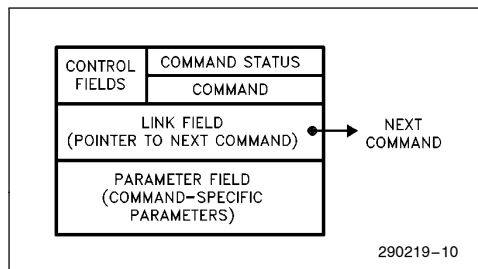 CONTROL
FIELDS
COMMAND STATUS
COMMAND
LINK FIELD
(POINTER TO NEXT COMMAND)
NEXT
COMMAND
PARAMETER FIELD
(COMMAND–SPECIFIC
PARAMETERS)
290219–10